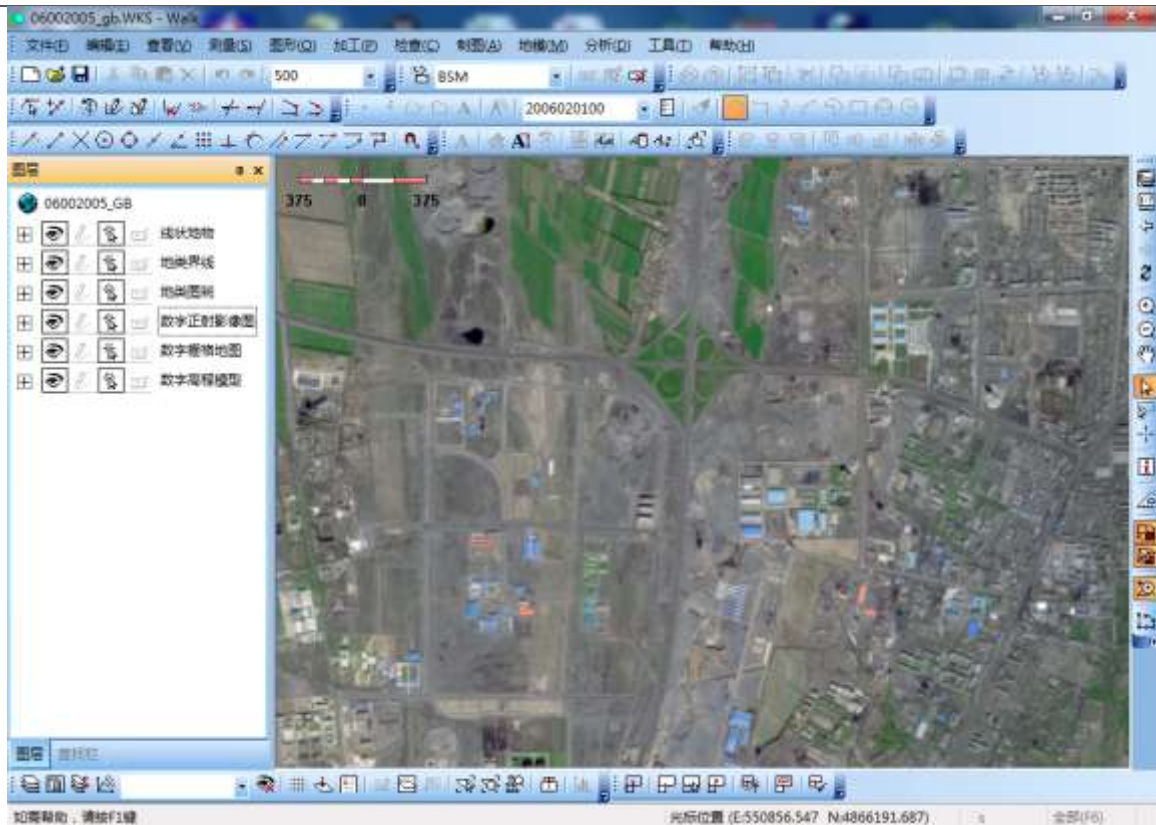 06002005_gb.WKS - Walk
文件(F) 编辑(E) 查看(V) 测量(S) 图形(Q) 加工(P) 检查(C) 制图(A) 地模(M) 分析(D) 工具(T) 帮助(H)
500 BSM
2006020100
图层
06002005_GB
线状地物
地类界线
地类图斑
数字正射影像图
数字栅格地图
数字高程模型
375 0 375
图层 查找栏
如需帮助，请按F1键 光标位置 (E:550856.547 N:4866191.687) s 全部(F6)